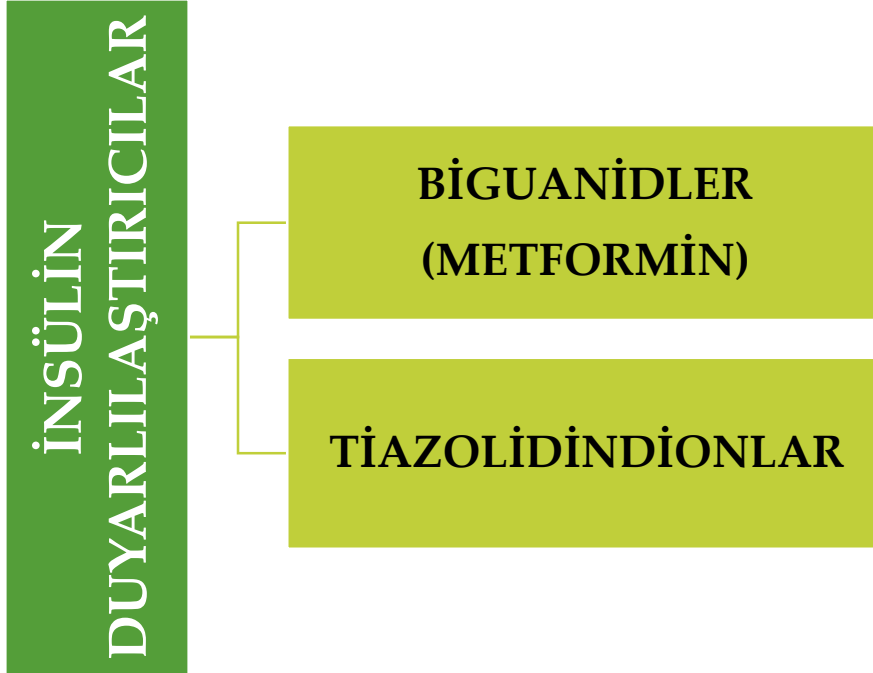 İNSÜLİN
DUYARLILAŞTIRICILAR
BİGUANİDLER
(METFORMİN)
TİAZOLİDİNDİONLAR